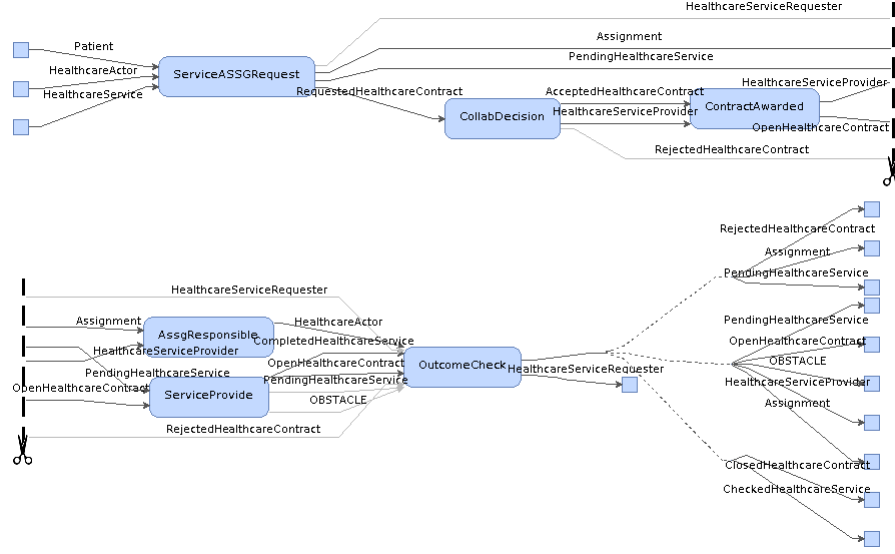 HealthcareServiceRequester
Patient
Assignment
HealthcareActor
ServiceASSGRequest
PendingHealthcareService
HealthcareService
RequestedHealthcareContract
AcceptedHealthcareContract
HealthcareServiceProvider
ContractAwarded
CollabDecision
HealthcareServiceProvider
OpenHealthcareContract
RejectedHealthcareContract
RejectedHealthcareContract
Assignment
PendingHealthcareService
HealthcareServiceRequester
Assignment
HealthcareActor
PendingHealthcareService
AssgResponsible
CompletedHealthcareService
OpenHealthcareContract
HealthcareServiceProvider
OBSTACLE
OpenHealthcareContract
OutcomeCheck
HealthcareServiceRequester
PendingHealthcareService
PendingHealthcareService
HealthcareServiceProvider
OpenHealthcareContract
ServiceProvide
OBSTACLE
Assignment
RejectedHealthcareContract
ClosedHealthcareContract
CheckedHealthcareService